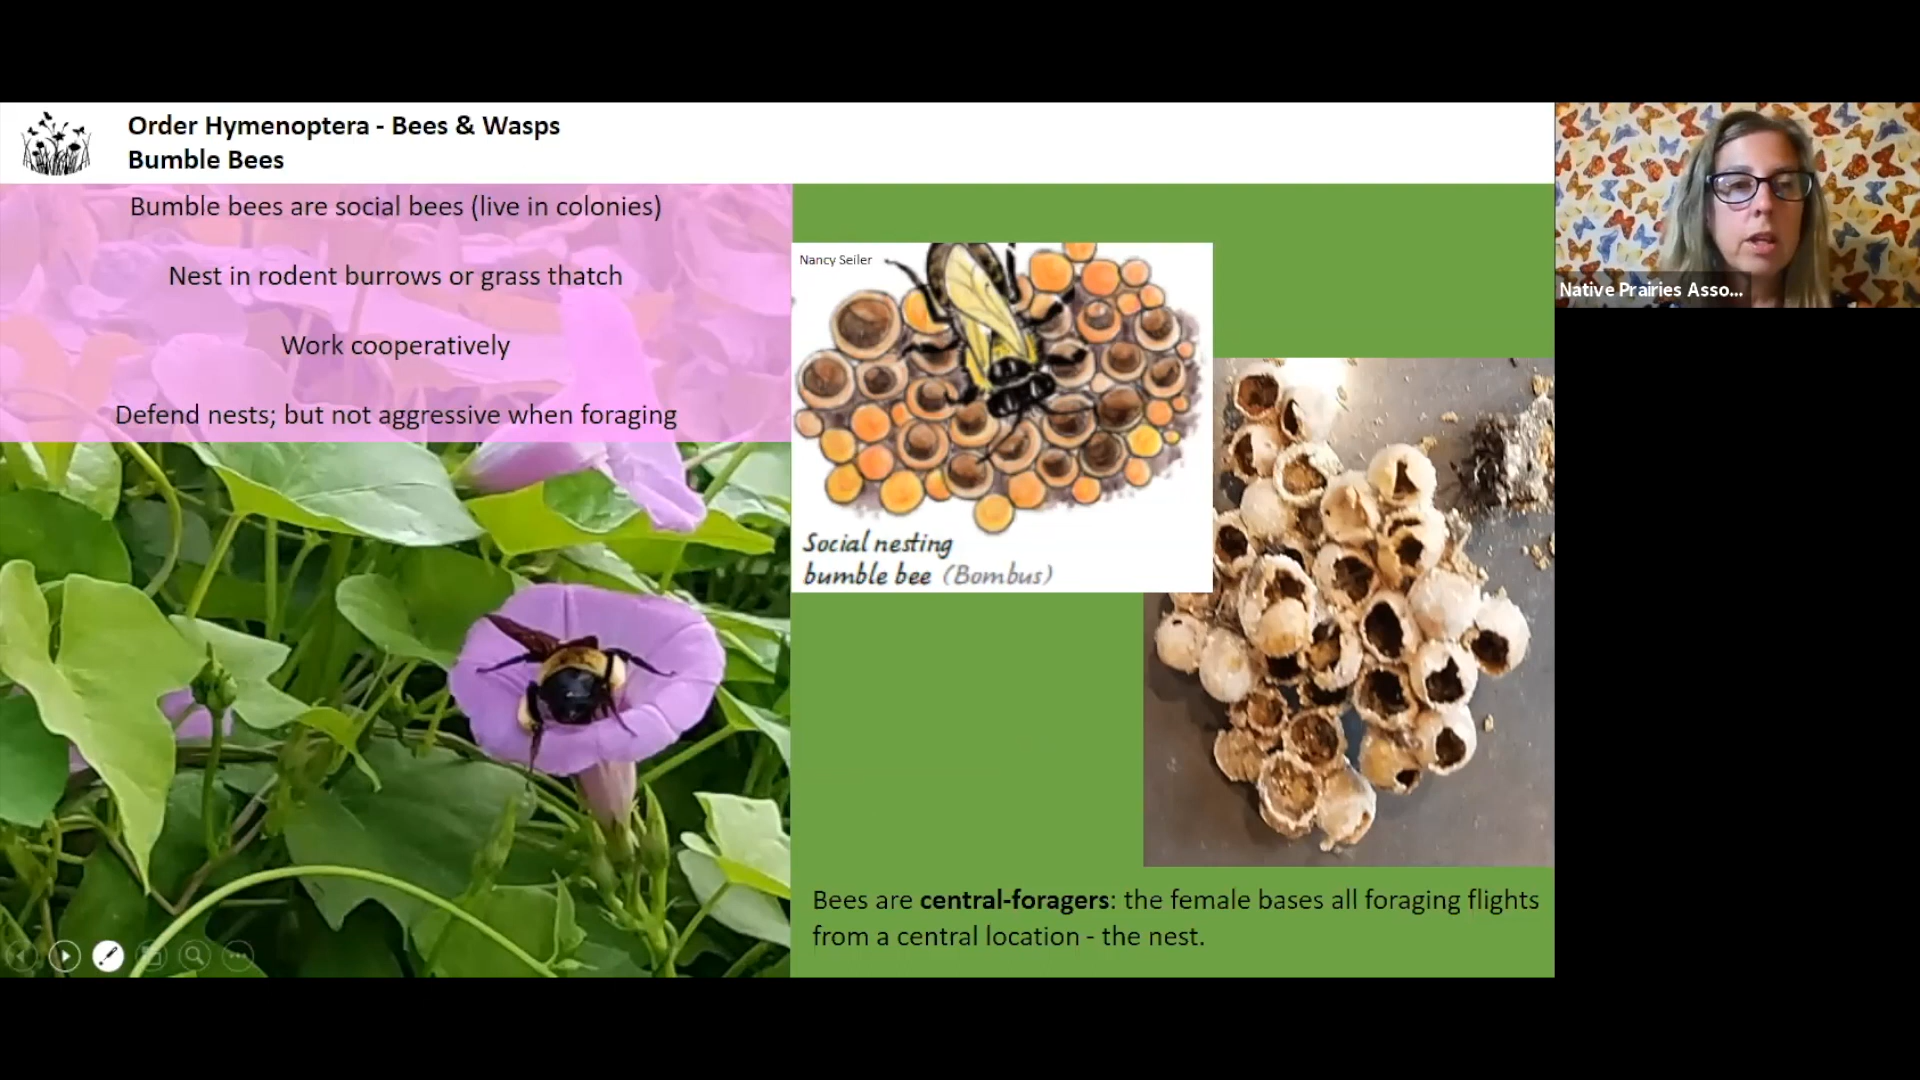 Order Hymenoptera - Bees & Wasps
Bumble Bees
Bumble bees are social bees (live in colonies)
Nest in rodent burrows or grass thatch
Work cooperatively
Defend nests; but not aggressive when foraging
Nancy Seiler
Social nesting
bumble bee (Bombus)
Bees are central-foragers: the female bases all foraging flights
from a central location - the nest.
Native Prairies Asso...